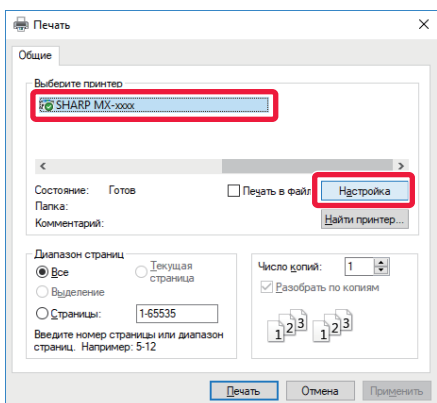 Печать
Общие
Выберите принтер
SHARP MX-xxxx
Состояние: Готов
Печать в файл
Настройка
Папка:
Комментарий:
Найти принтер...
Диапазон страниц
Все
Текущая страница
Выделение
Страницы: 1-65535
Введите номер страницы или диапазон
страниц. Например: 5-12
Число копий: 1
Разобрать по копиям
1 2 3 1 2 3
Печать Отмена Применить